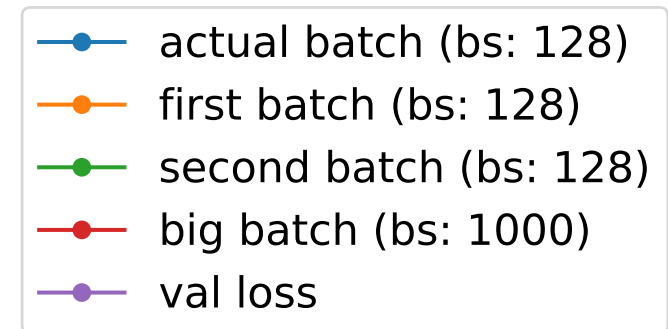 actual batch (bs: 128)
first batch (bs: 128)
second batch (bs: 128)
big batch (bs: 1000)
val loss